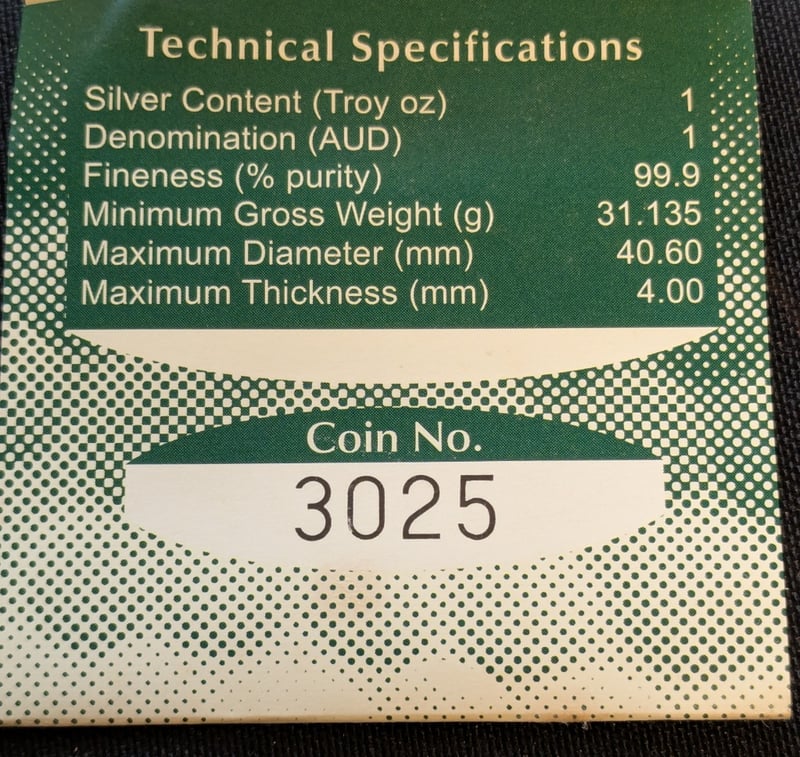 Technical Specifications
Silver Content (Troy oz) 1
Denomination (AUD) 1
Fineness (% purity) 99.9
Minimum Gross Weight (g) 31.135
Maximum Diameter (mm) 40.60
Maximum Thickness (mm) 4.00
Coin No.
3025